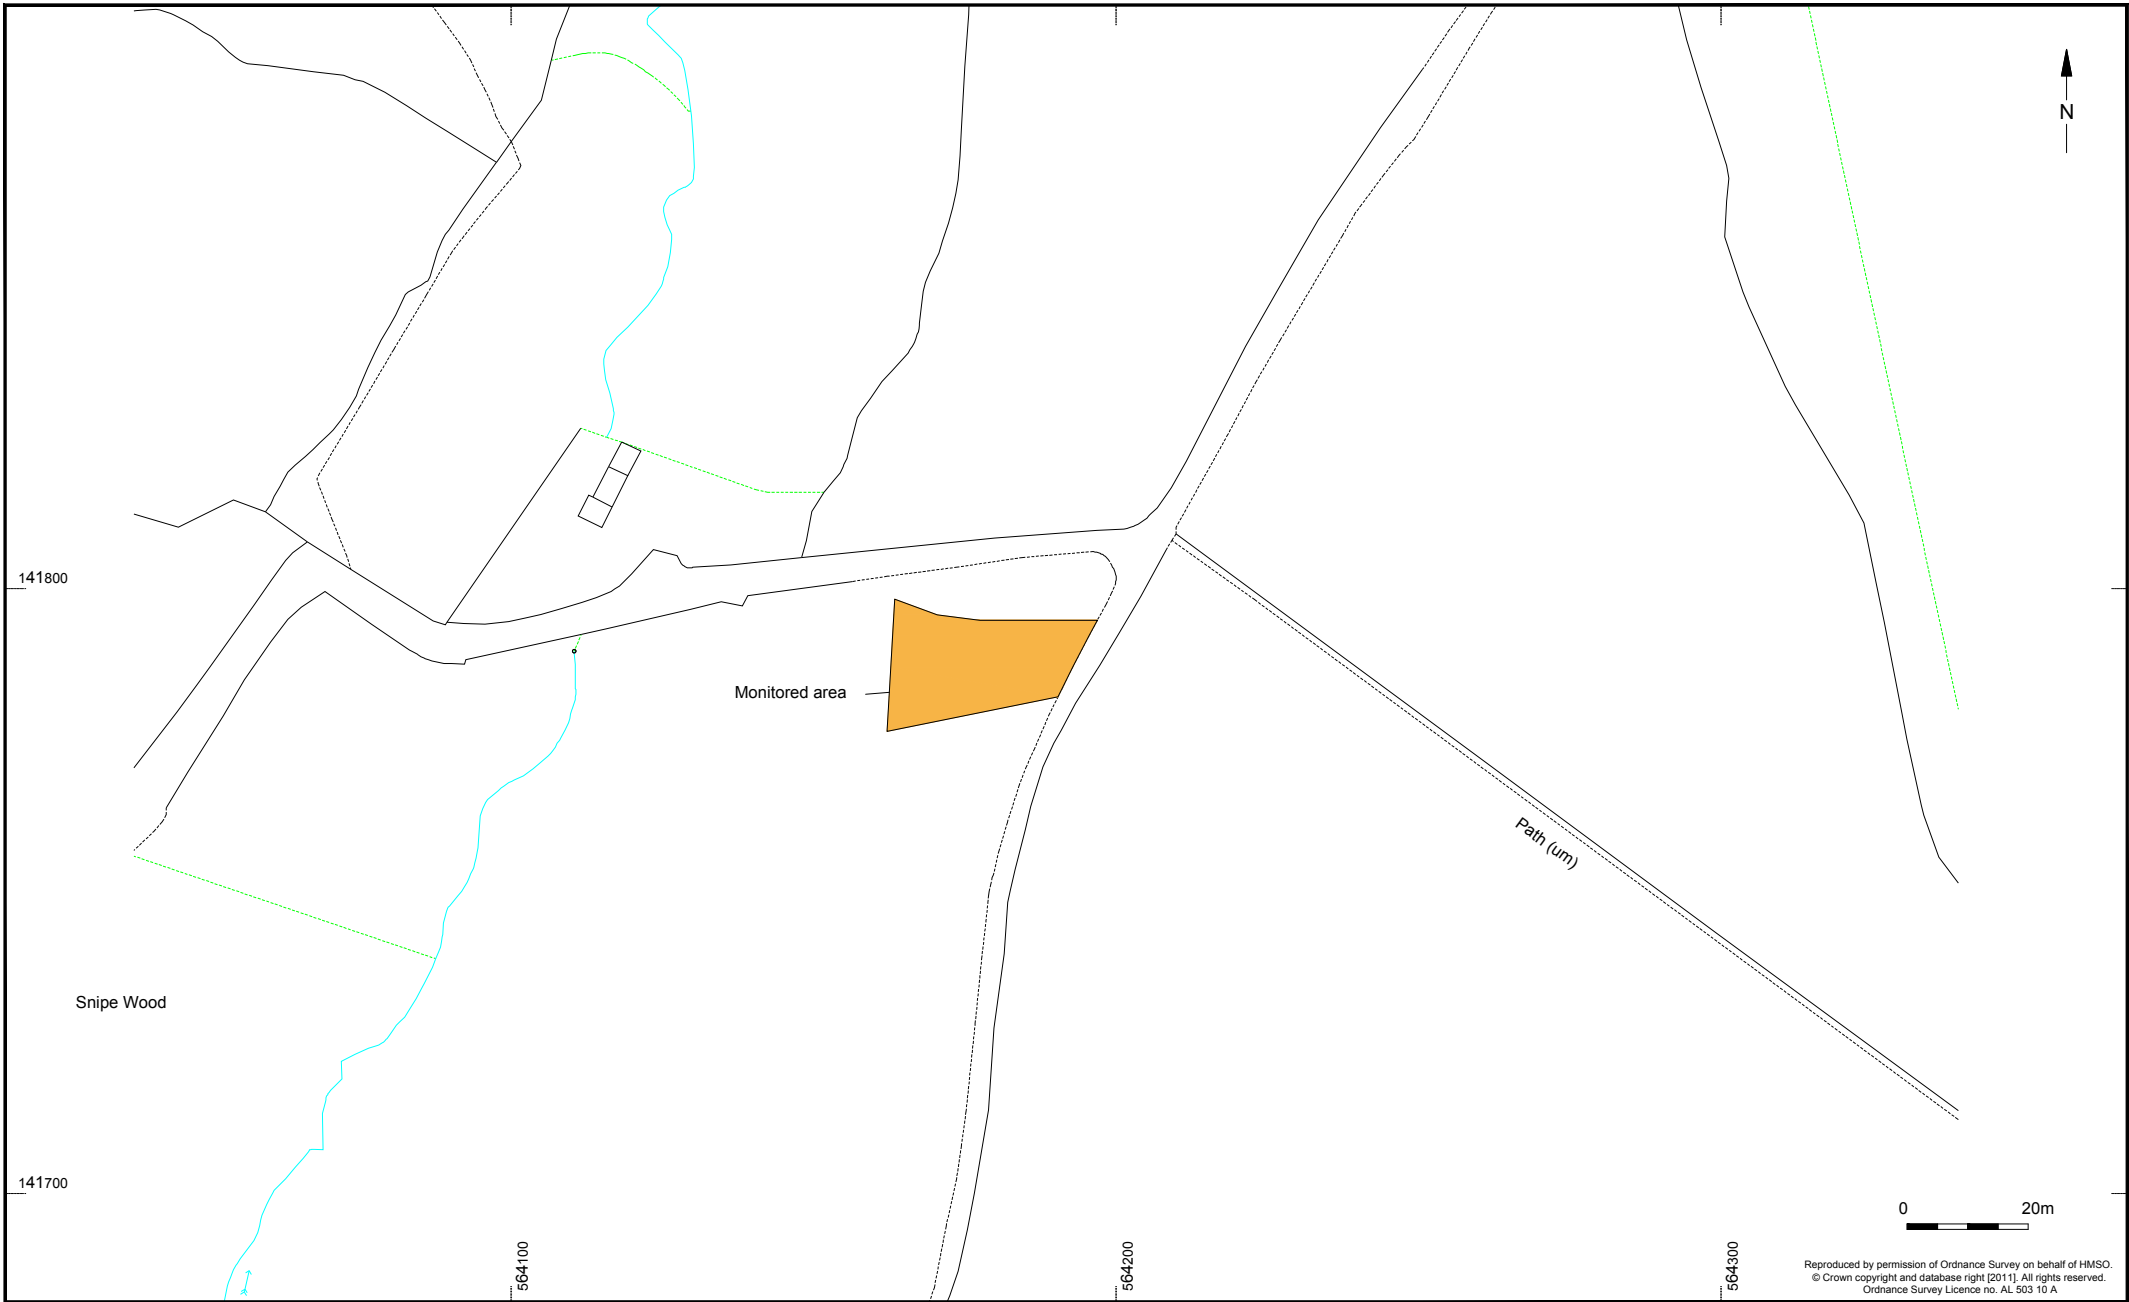 N
141800
Monitored area
Path (um)
Snipe Wood
141700
0 20m
564100
564200
564300
Reproduced by permission of Ordnance Survey on behalf of HMSO.
© Crown copyright and database right [2011]. All rights reserved.
Ordnance Survey Licence no. AL 503 10 A